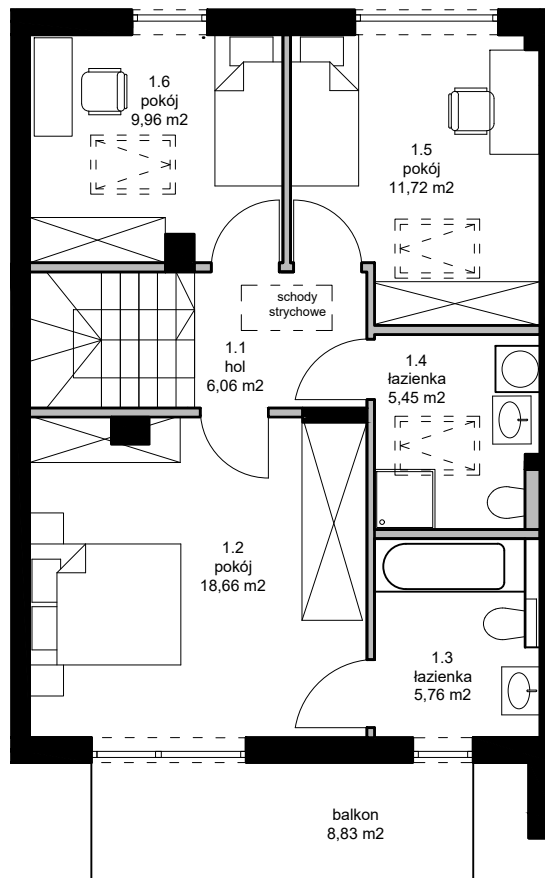 1.6
pokój
9,96 m2
1.5
pokój
11,72 m2
schody
strychowe
1.1
hol
6,06 m2
1.4
łazienka
5,45 m2
1.2
pokój
18,66 m2
1.3
łazienka
5,76 m2
balkon
8,83 m2